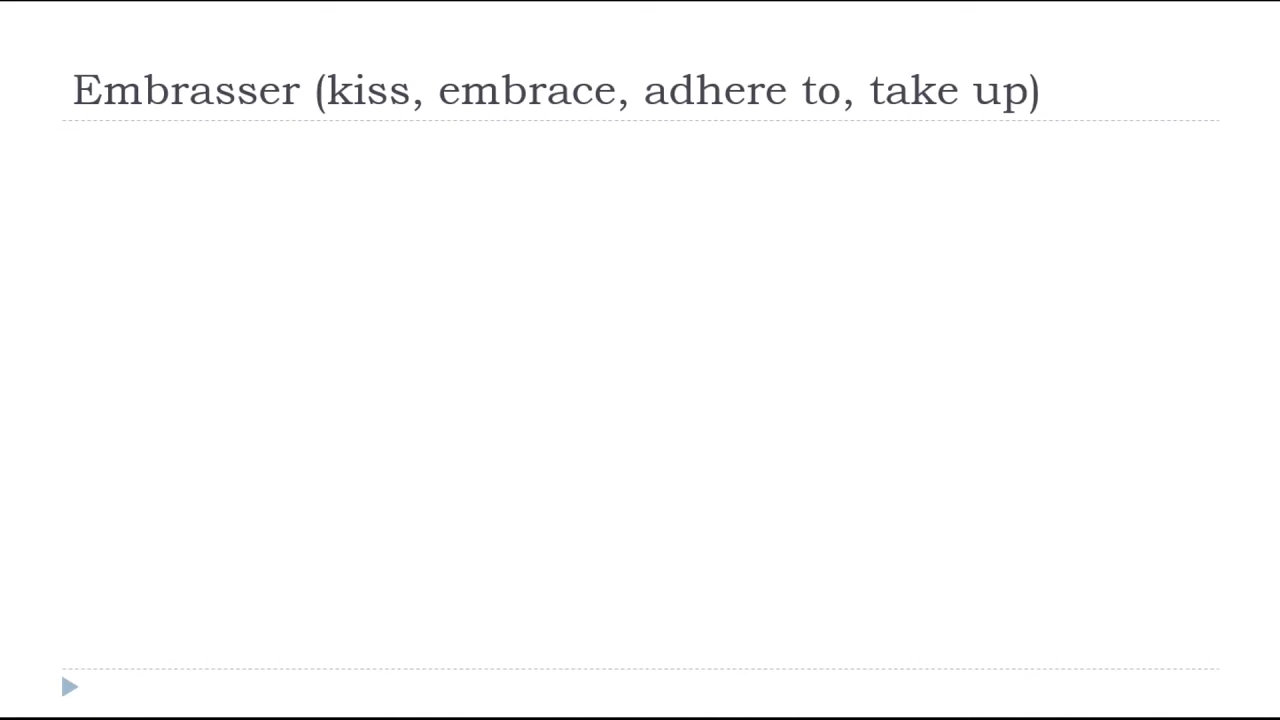 Embrasser (kiss, embrace, adhere to, take up)